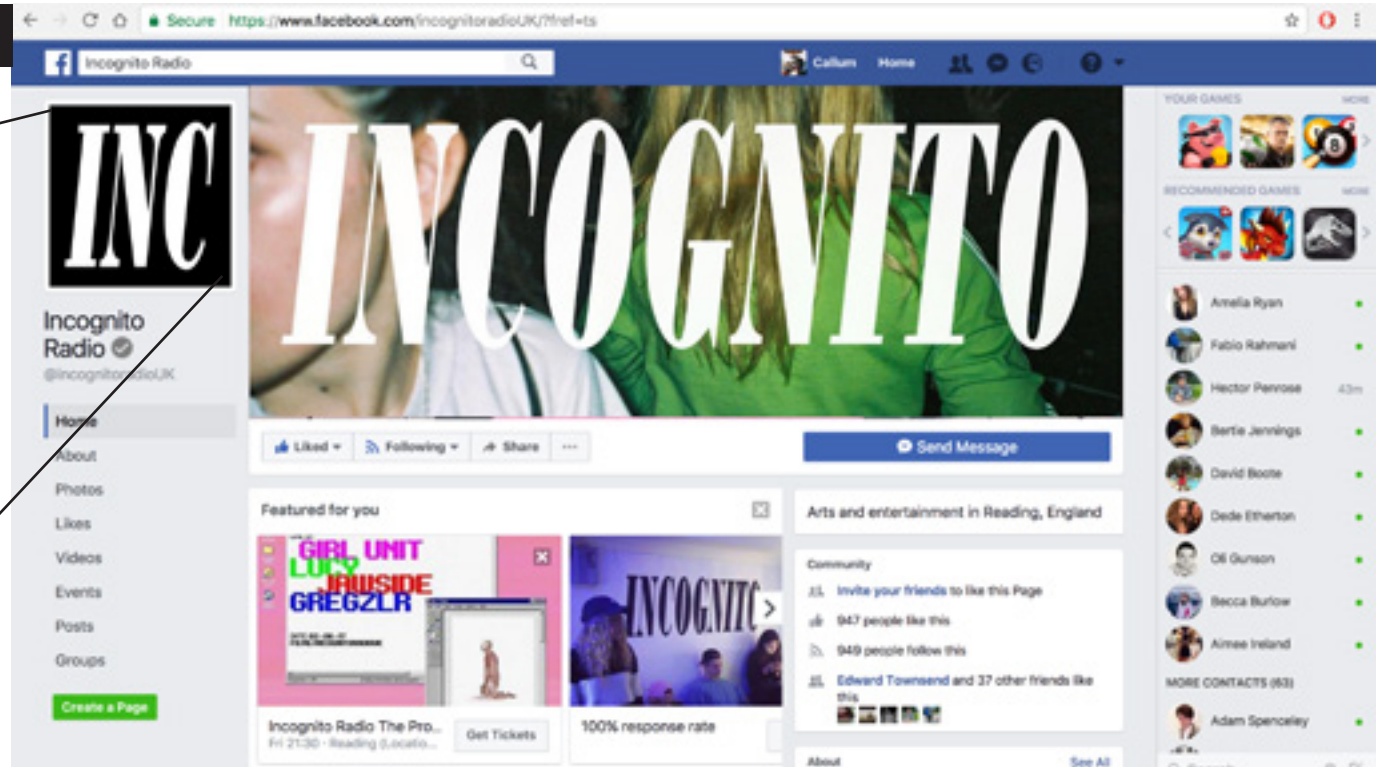 Secure https://www.facebook.com/incognitoradioUK/?fref=ts
Incognito Radio
Callum Home
INC
INCOGNITO
Incognito
Radio
@incognitoradioUK
Home
About
Photos
Likes
Videos
Events
Posts
Groups
Create a Page
Liked
Following
Share
Send Message
Featured for you
GIRL UNIT
LUCY
JAWSIDE
GREGZLR
Incognito Radio The Pro...
Fri 21:30 · Reading (Locatio...
Get Tickets
INCOGNITO
100% response rate
Arts and entertainment in Reading, England
Community
Invite your friends to like this Page
947 people like this
949 people follow this
Edward Townsend and 37 other friends like
this
About See All
YOUR GAMES MORE
8
RECOMMENDED GAMES MORE
Amelia Ryan
Fabio Rahmani
Hector Penrose 43m
Bertie Jennings
David Boote
Dede Etherton
Oli Gunson
Becca Burlow
Aimee Ireland
MORE CONTACTS (63)
Adam Spenceley
Search